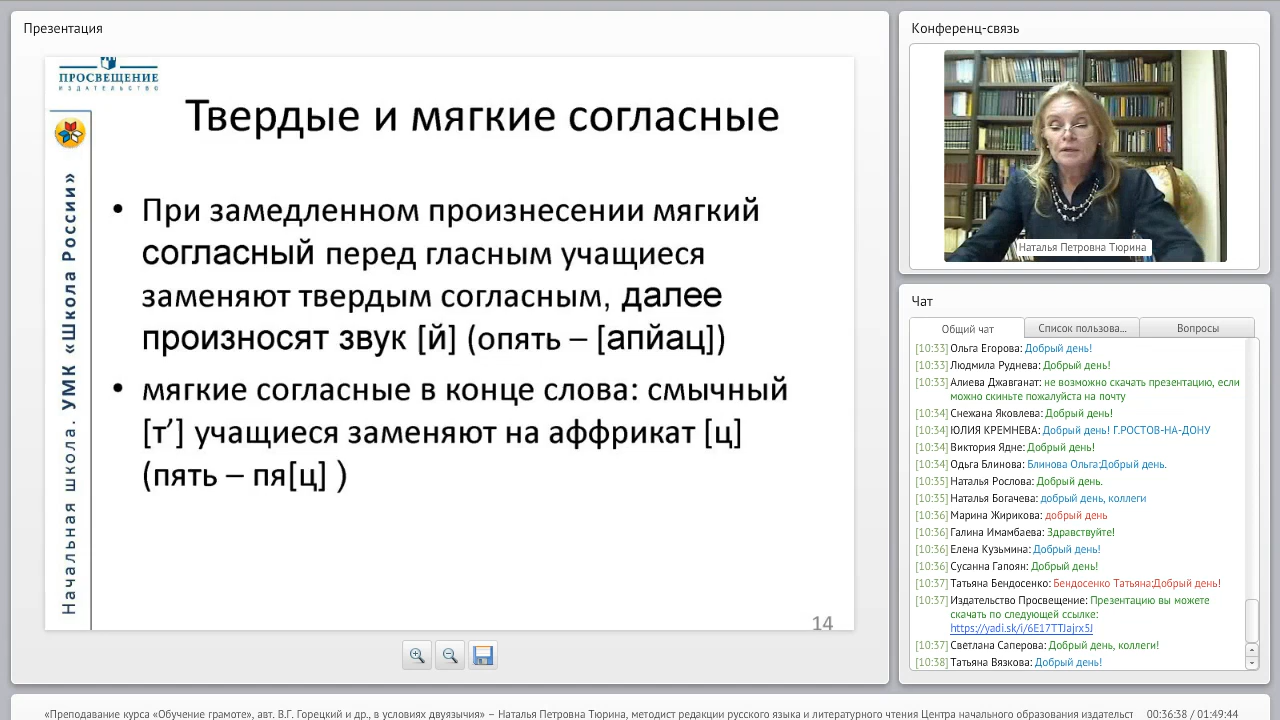 Презентация
ПРОСВЕЩЕНИЕ
ИЗДАТЕЛЬСТВО
Начальная школа. УМК «Школа России»
Твердые и мягкие согласные
• При замедленном произнесении мягкий
согласный перед гласным учащиеся
заменяют твердым согласным, далее
произносят звук [й] (опять – [апйац])
• мягкие согласные в конце слова: смычный
[т′] учащиеся заменяют на аффрикат [ц]
(пять – пя[ц] )
14
Конференц-связь
Наталья Петровна Тюрина
Чат
Общий чат
Список пользова...
Вопросы
[10:33] Ольга Егорова: Добрый день!
[10:33] Людмила Руднева: Добрый день!
[10:33] Алиева Джавганат: не возможно скачать презентацию, если
можно скиньте пожалуйста на почту
[10:34] Снежана Яковлева: Добрый день!
[10:34] ЮЛИЯ КРЕМНЕВА: Добрый день! Г.РОСТОВ-НА-ДОНУ
[10:34] Виктория Ядне: Добрый день!
[10:34] Одьга Блинова: Блинова Ольга:Добрый день.
[10:35] Наталья Рослова: Добрый день.
[10:35] Наталья Богачева: добрый день, коллеги
[10:36] Марина Жирикова: добрый день
[10:36] Галина Имамбаева: Здравствуйте!
[10:36] Елена Кузьмина: Добрый день!
[10:36] Сусанна Гапоян: Добрый день!
[10:37] Татьяна Бендосенко: Бендосенко Татьяна:Добрый день!
[10:37] Издательство Просвещение: Презентацию вы можете
скачать по следующей ссылке:
https://yadi.sk/i/6E17TTJajrx5J
[10:37] Светлана Саперова: Добрый день, коллеги!
[10:38] Татьяна Вязкова: Добрый день!
«Преподавание курса «Обучение грамоте», авт. В.Г. Горецкий и др., в условиях двуязычия» – Наталья Петровна Тюрина, методист редакции русского языка и литературного чтения Центра начального образования издательст 00:36:38 / 01:49:44